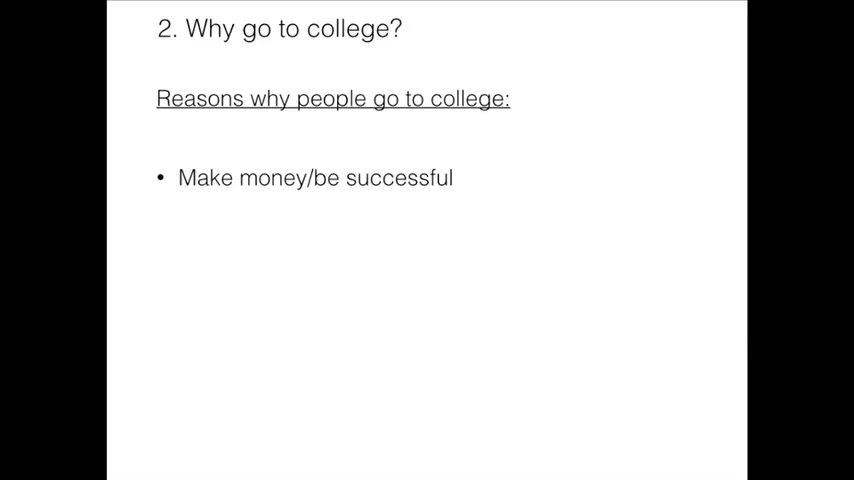 2. Why go to college?
Reasons why people go to college:
• Make money/be successful